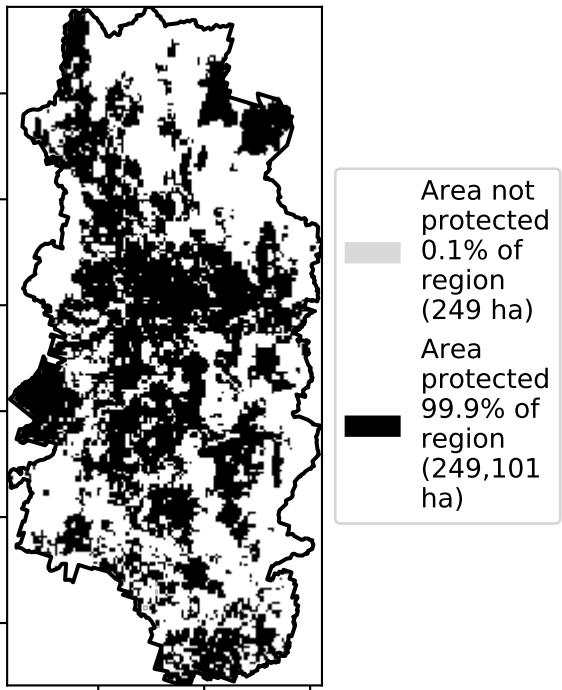 Area not
protected
0.1% of
region
(249 ha)
Area
protected
99.9% of
region
(249,101
ha)